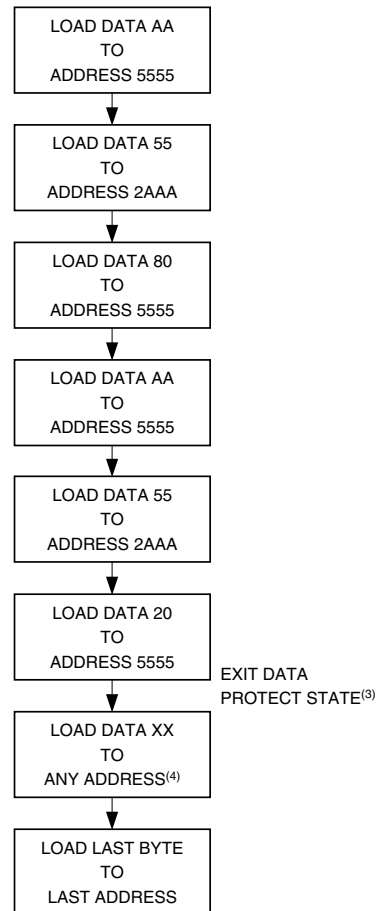 LOAD DATA AA
TO
ADDRESS 5555
LOAD DATA 55
TO
ADDRESS 2AAA
LOAD DATA 80
TO
ADDRESS 5555
LOAD DATA AA
TO
ADDRESS 5555
LOAD DATA 55
TO
ADDRESS 2AAA
LOAD DATA 20
TO
ADDRESS 5555
EXIT DATA
PROTECT STATE(3)
LOAD DATA XX
TO
ANY ADDRESS(4)
LOAD LAST BYTE
TO
LAST ADDRESS